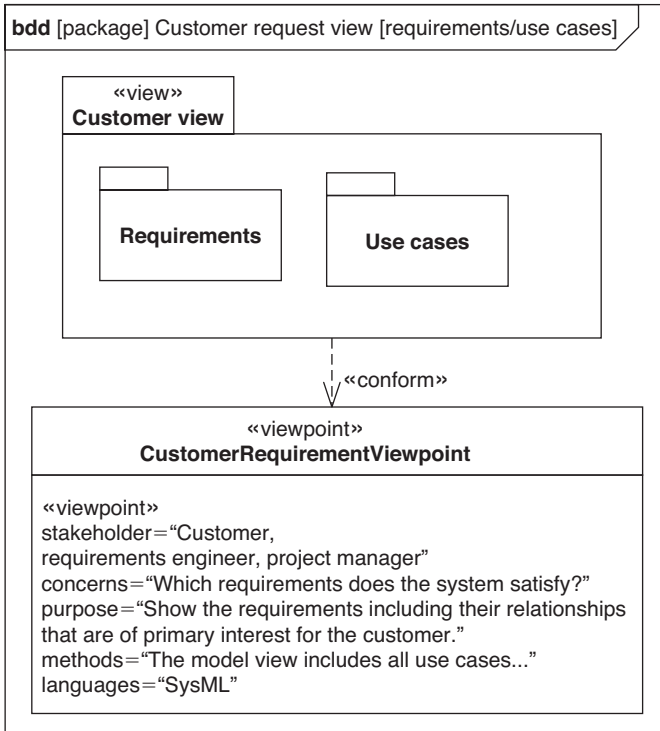 bdd [package] Customer request view [requirements/use cases]
«view»
Customer view
Requirements
Use cases
«conform»
«viewpoint»
CustomerRequirementViewpoint
«viewpoint»
stakeholder=“Customer,
requirements engineer, project manager”
concerns=“Which requirements does the system satisfy?”
purpose=“Show the requirements including their relationships
that are of primary interest for the customer.”
methods=“The model view includes all use cases...”
languages=“SysML”